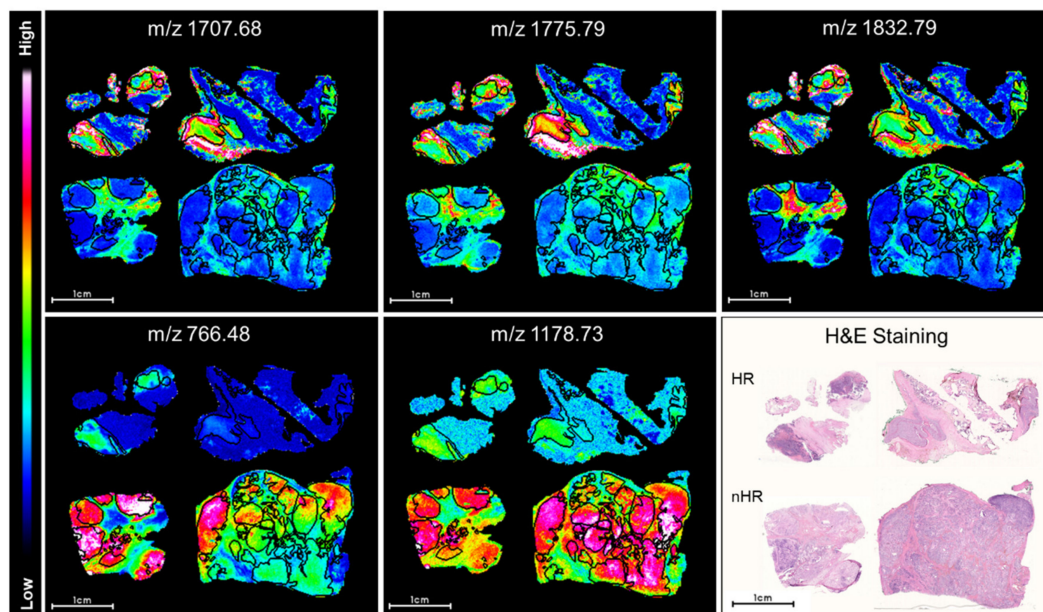 High
Low
m/z 1707.68
1cm
m/z 1775.79
1cm
m/z 1832.79
1cm
m/z 766.48
1cm
m/z 1178.73
1cm
H&E Staining
HR
nHR
1cm